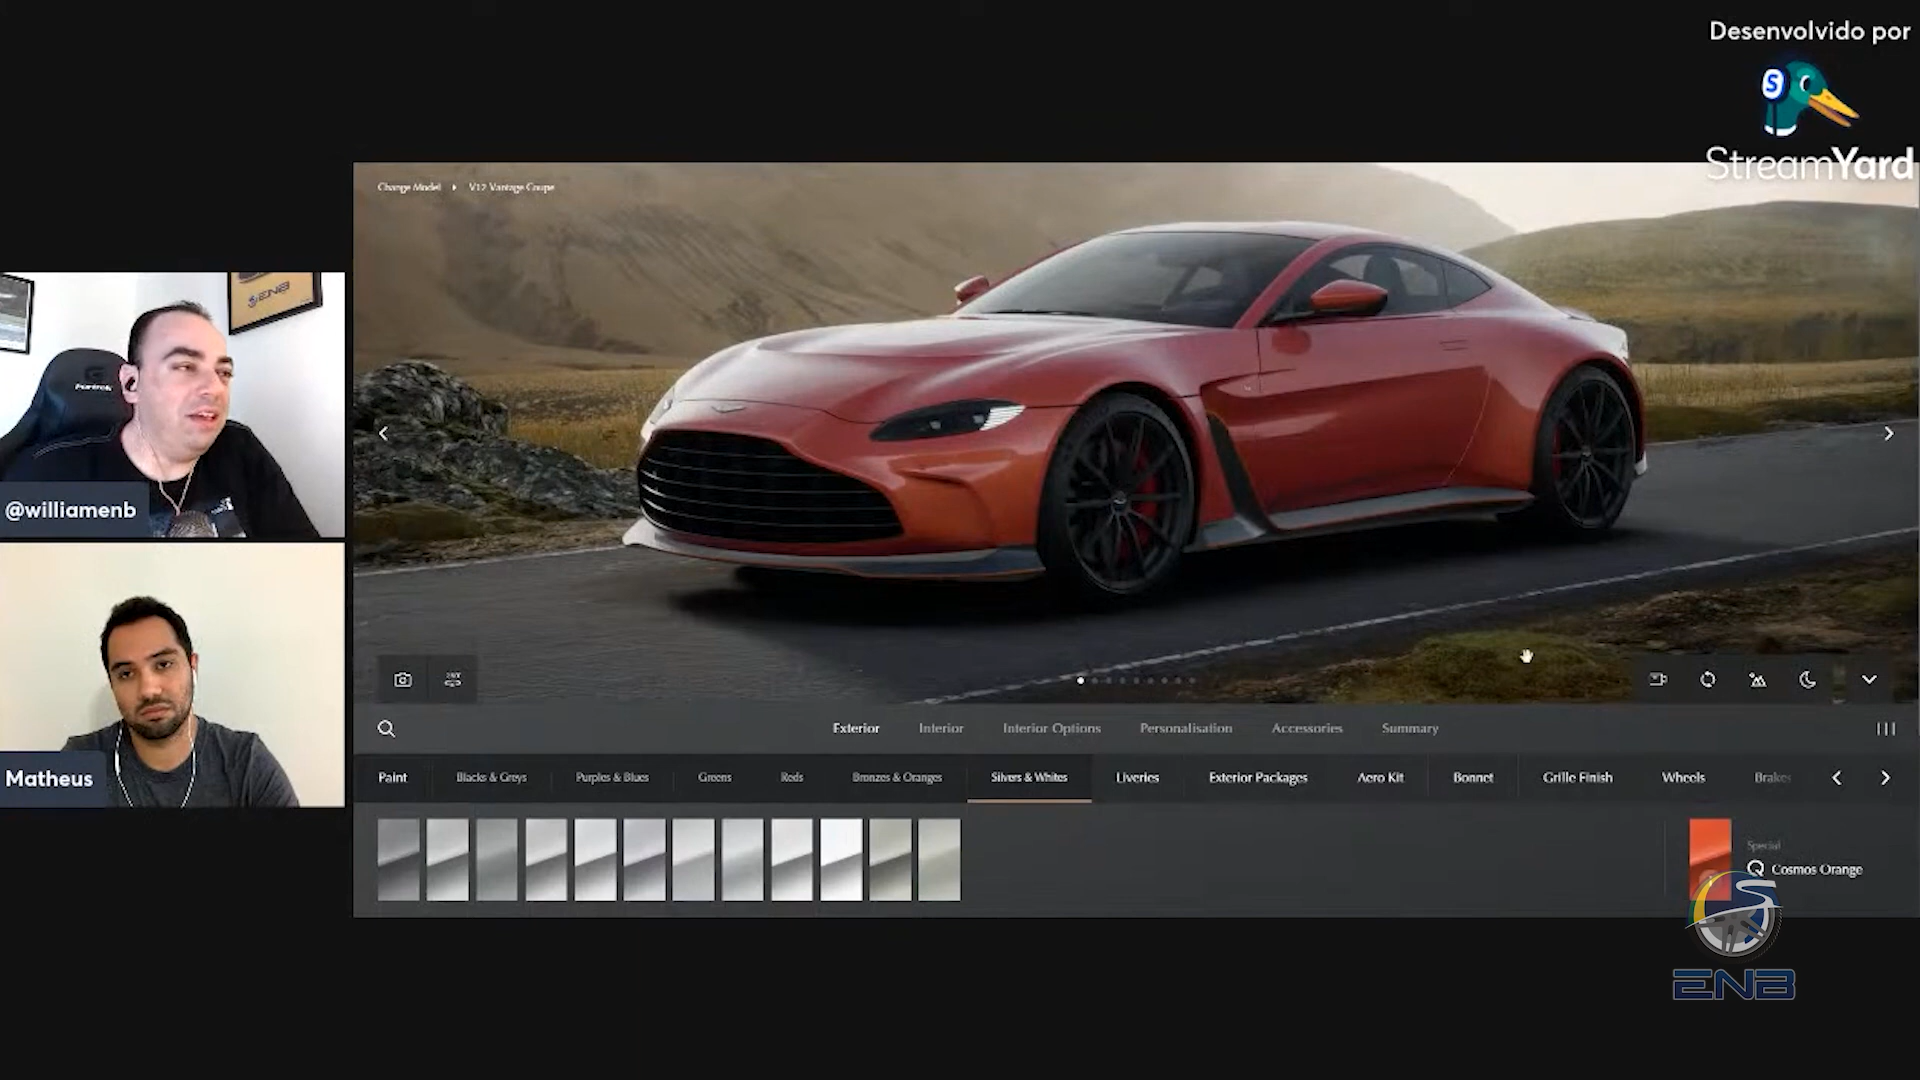 Desenvolvido por
StreamYard
Change Model
V12 Vantage Coupe
ENB
@williamenb
Matheus
Exterior
Interior
Interior Options
Personalisation
Accessories
Summary
Paint
Blacks & Greys
Purples & Blues
Greens
Reds
Bronzes & Oranges
Silvers & Whites
Liveries
Exterior Packages
Aero Kit
Bonnet
Grille Finish
Wheels
Brakes
Special
Q Cosmos Orange
ENB